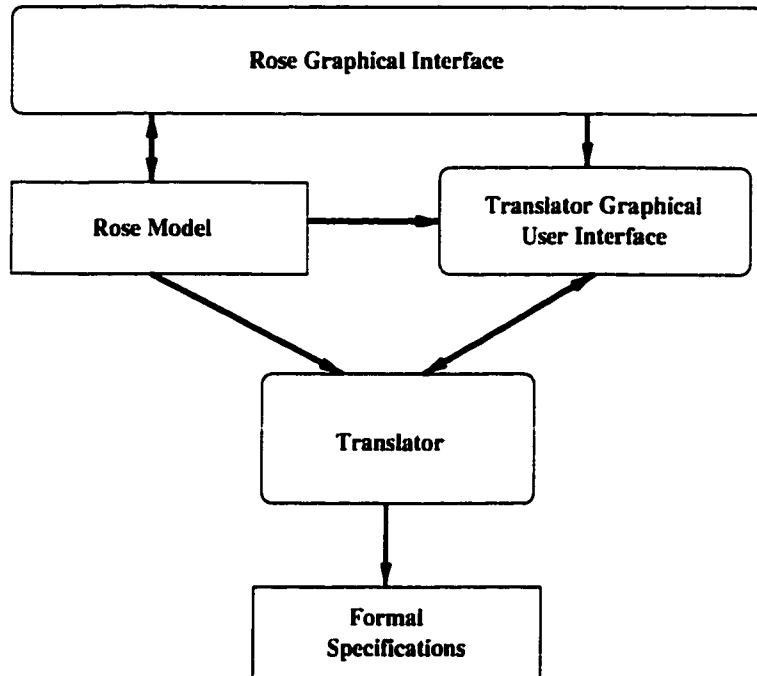 Rose Graphical Interface
Rose Model
Translator Graphical
User Interface
Translator
Formal
Specifications